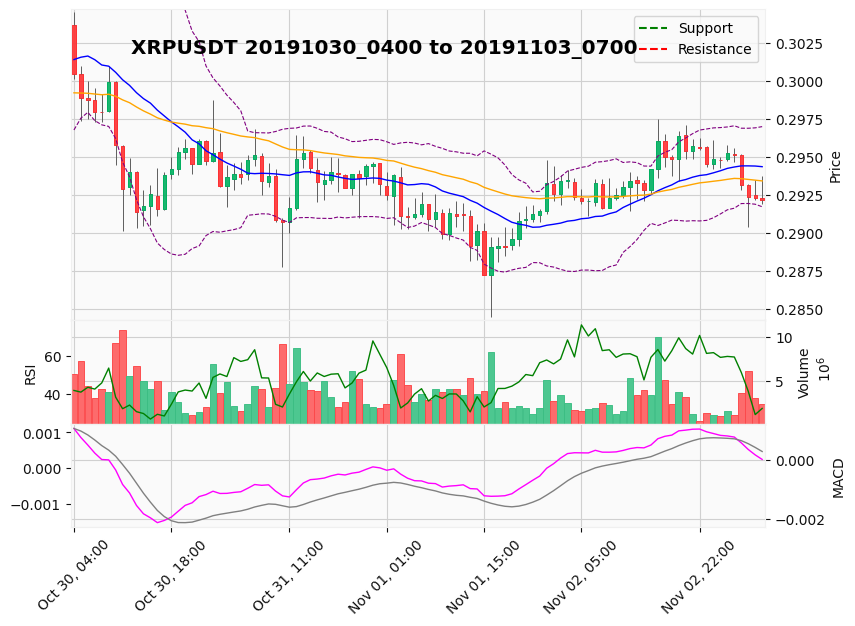 XRPUSDT 20191030_0400 to 20191103_0700
Support
Resistance
0.3025
0.3000
0.2975
0.2950
0.2925
0.2900
0.2875
0.2850
Price
60
40
RSI
10
5
Volume
10^6
0.001
0.000
−0.001
0.000
−0.002
MACD
Oct 30, 04:00
Oct 30, 18:00
Oct 31, 11:00
Nov 01, 01:00
Nov 01, 15:00
Nov 02, 05:00
Nov 02, 22:00